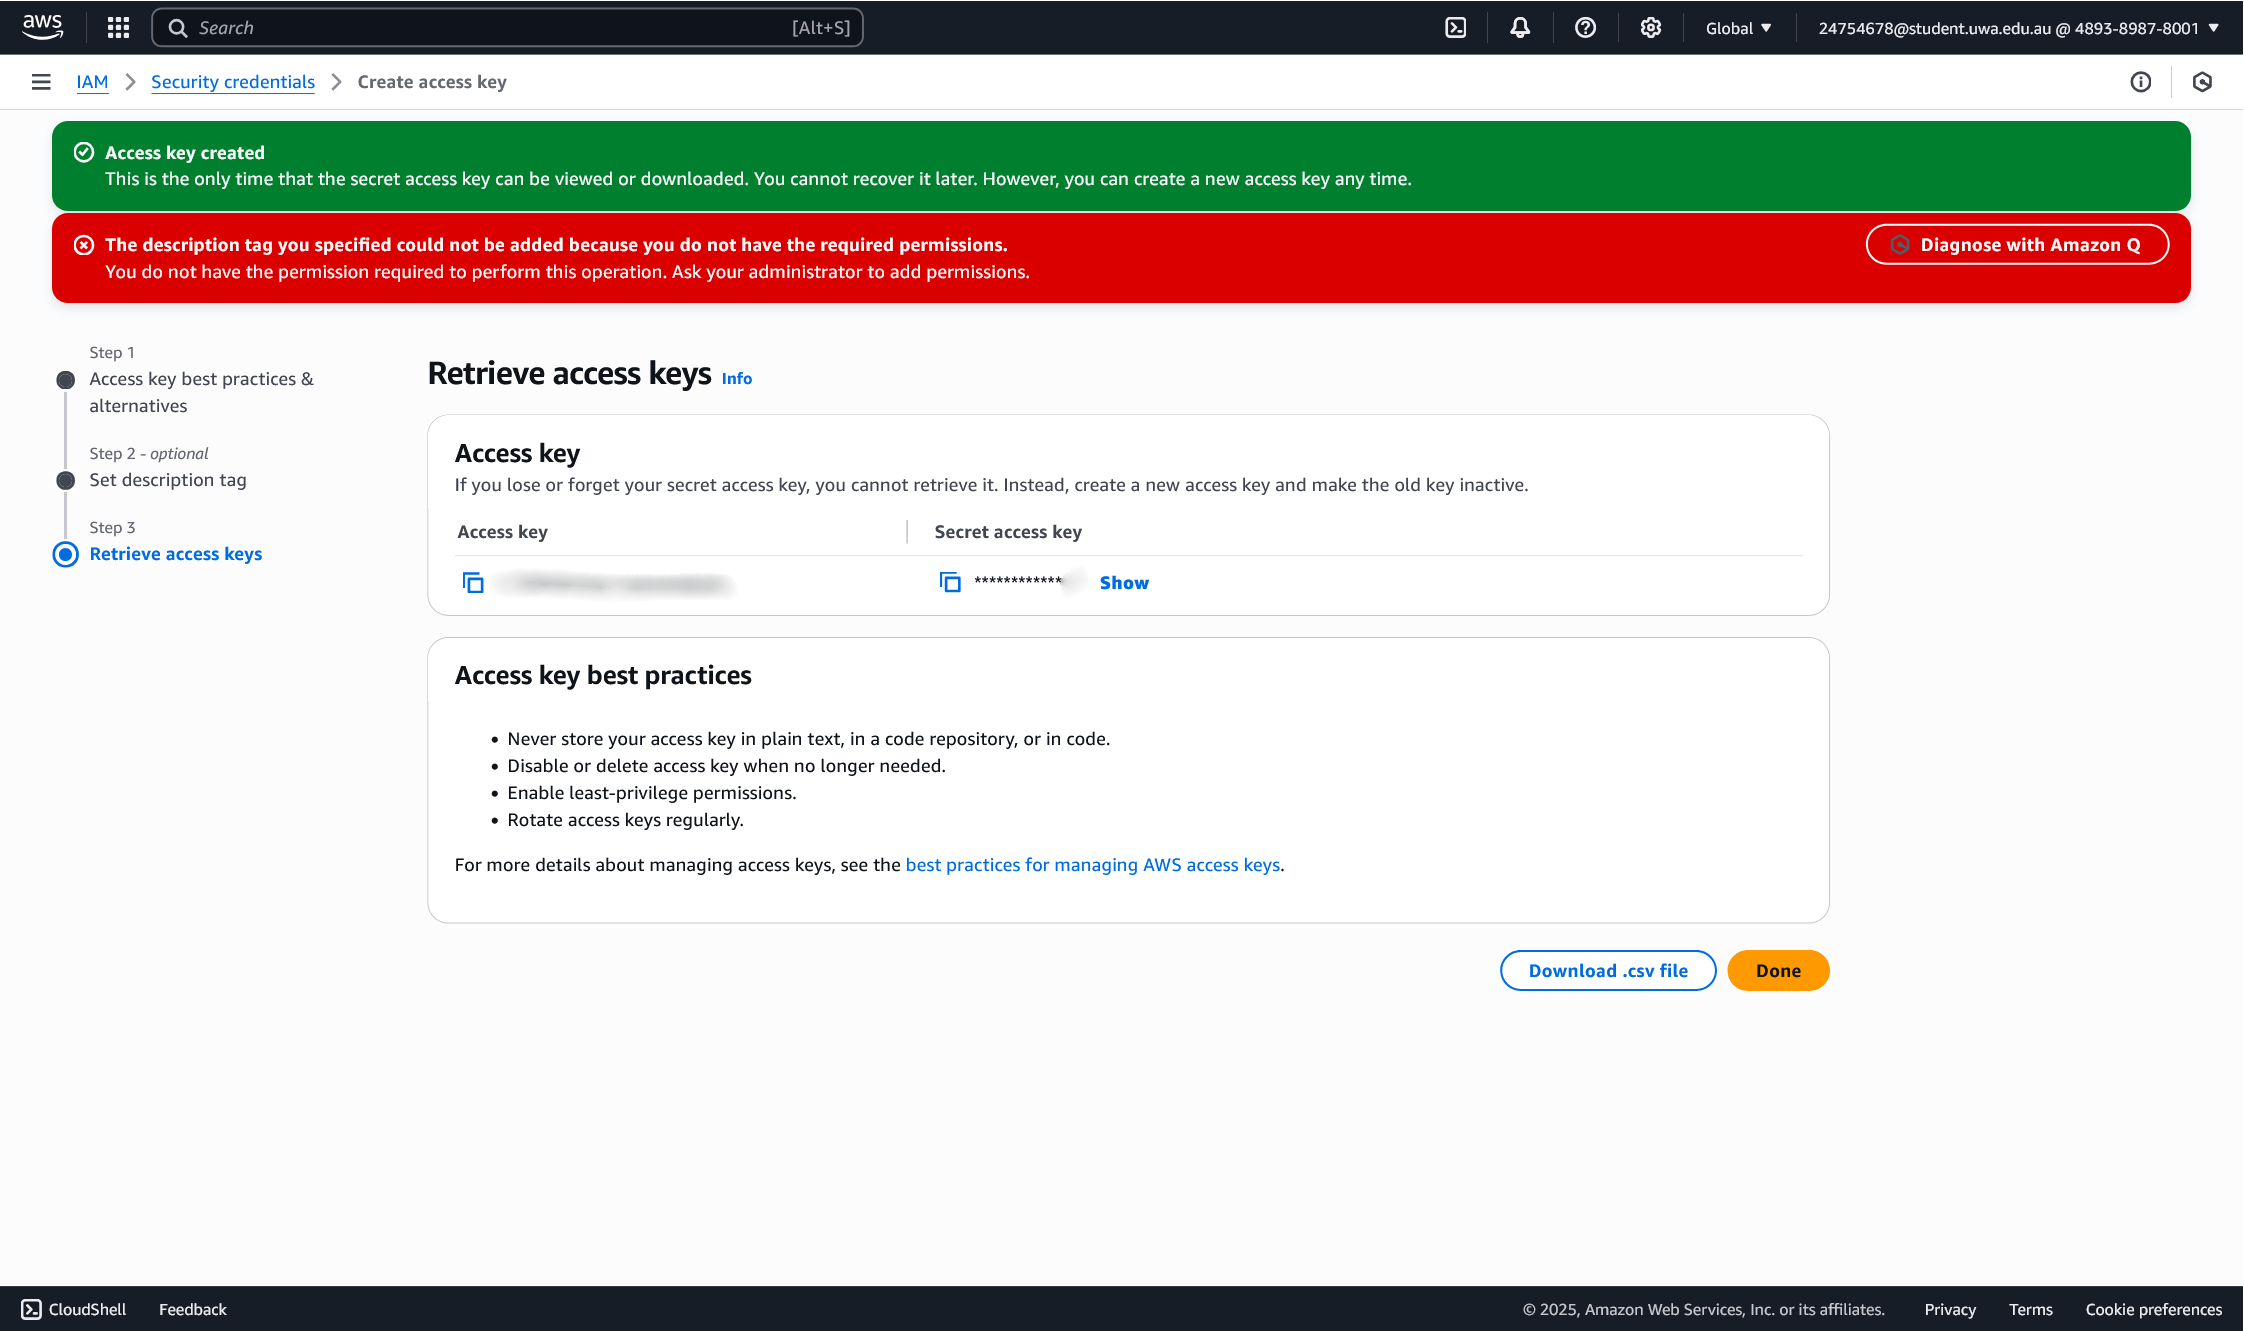 aws
Search [Alt+S]
Global
24754678@student.uwa.edu.au @ 4893-8987-8001
IAM
Security credentials
Create access key
Access key created
This is the only time that the secret access key can be viewed or downloaded. You cannot recover it later. However, you can create a new access key any time.
The description tag you specified could not be added because you do not have the required permissions.
You do not have the permission required to perform this operation. Ask your administrator to add permissions.
Diagnose with Amazon Q
Step 1
Access key best practices &
alternatives
Step 2 - optional
Set description tag
Step 3
Retrieve access keys
Retrieve access keys Info
Access key
If you lose or forget your secret access key, you cannot retrieve it. Instead, create a new access key and make the old key inactive.
Access key
Secret access key
************ Show
Access key best practices
• Never store your access key in plain text, in a code repository, or in code.
• Disable or delete access key when no longer needed.
• Enable least-privilege permissions.
• Rotate access keys regularly.
For more details about managing access keys, see the best practices for managing AWS access keys.
Download .csv file
Done
CloudShell
Feedback
© 2025, Amazon Web Services, Inc. or its affiliates.
Privacy
Terms
Cookie preferences